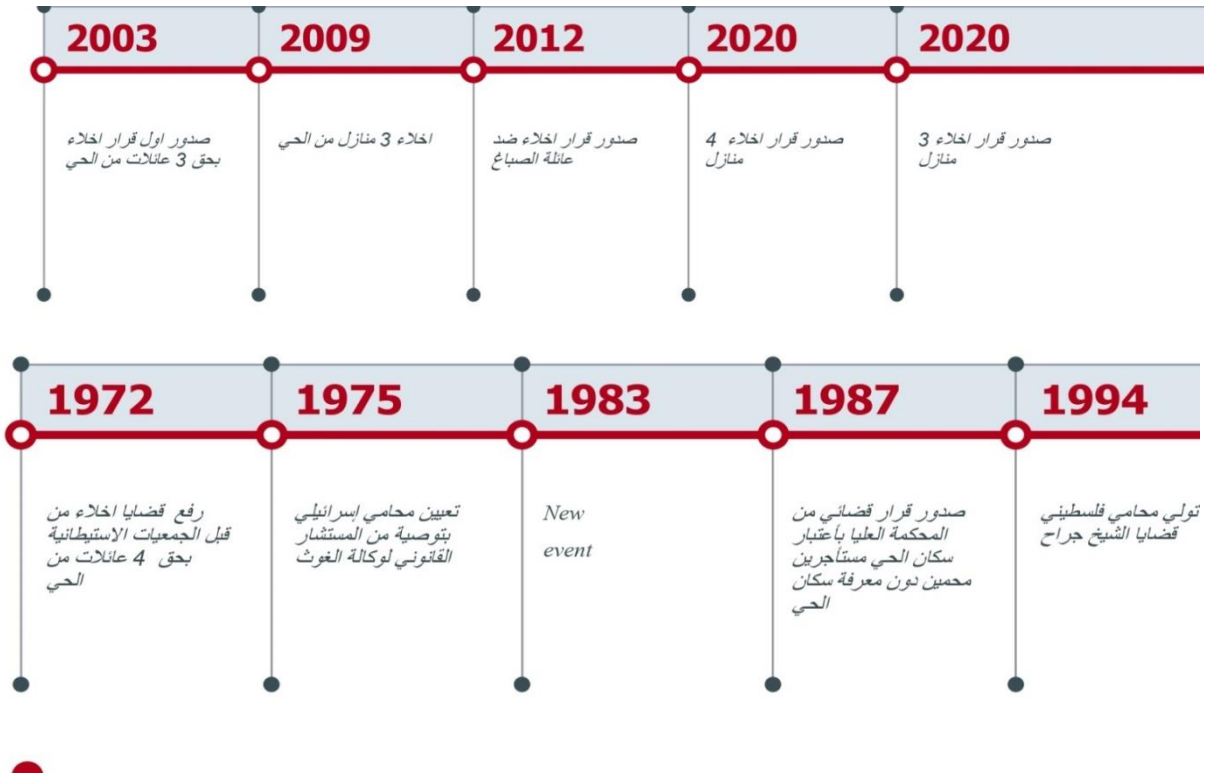 2003
2009
2012
2020
2020
صدور اول قرار اخلاء
بحق 3 عائلات من الحي
اخلاء 3 منازل من الحي
صدور قرار اخلاء ضد
عائلة الصباغ
صدور قرار اخلاء 4
منازل
صدور قرار اخلاء 3
منازل
1972
1975
1983
1987
1994
رفع قضايا اخلاء من
قبل الجمعيات الاستيطانية
بحق 4 عائلات من
الحي
تعيين محامي إسرائيلي
بتوصية من المستشار
القانوني لوكالة الغوث
New
event
صدور قرار قضائي من
المحكمة العليا بأعتبار
سكان الحي مستأجرين
محمين دون معرفة سكان
الحي
تولي محامي فلسطيني
قضايا الشيخ جراح